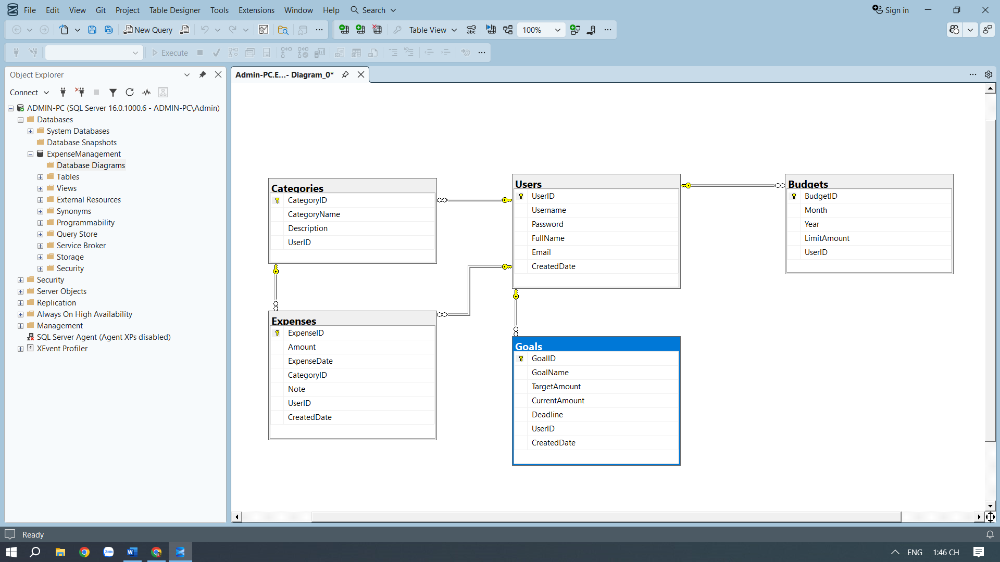 File Edit View Git Project Table Designer Tools Extensions Window Help Search Sign in
New Query Table View 100%
Execute
Object Explorer
Admin-PC.E...- Diagram_0*
Connect
ADMIN-PC (SQL Server 16.0.1000.6 - ADMIN-PC\Admin)
Databases
System Databases
Database Snapshots
ExpenseManagement
Database Diagrams
Tables
Views
External Resources
Synonyms
Programmability
Query Store
Service Broker
Storage
Security
Security
Server Objects
Replication
Always On High Availability
Management
SQL Server Agent (Agent XPs disabled)
XEvent Profiler
Categories
CategoryID
CategoryName
Description
UserID
Users
UserID
Username
Password
FullName
Email
CreatedDate
Budgets
BudgetID
Month
Year
LimitAmount
UserID
Expenses
ExpenseID
Amount
ExpenseDate
CategoryID
Note
UserID
CreatedDate
Goals
GoalID
GoalName
TargetAmount
CurrentAmount
Deadline
UserID
CreatedDate
Ready
Zalo
ENG 1:46 CH